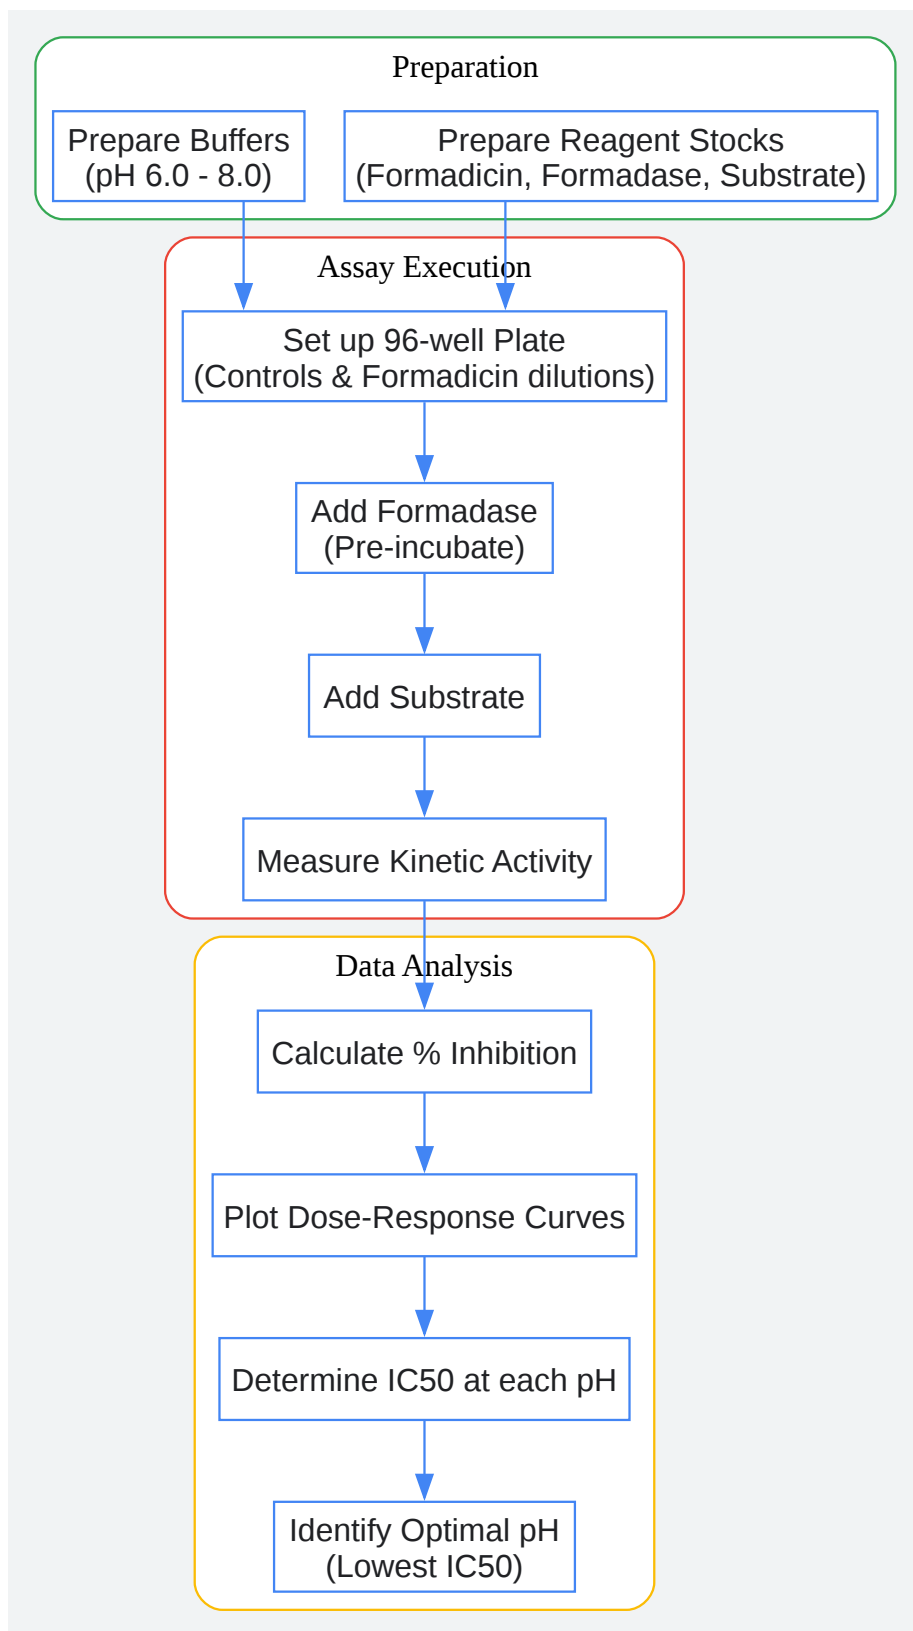 Preparation
Prepare Buffers
(pH 6.0 - 8.0)
Prepare Reagent Stocks
(Formadicin, Formadase, Substrate)
Assay Execution
Set up 96-well Plate
(Controls & Formadicin dilutions)
Add Formadase
(Pre-incubate)
Add Substrate
Measure Kinetic Activity
Data Analysis
Calculate % Inhibition
Plot Dose-Response Curves
Determine IC50 at each pH
Identify Optimal pH
(Lowest IC50)